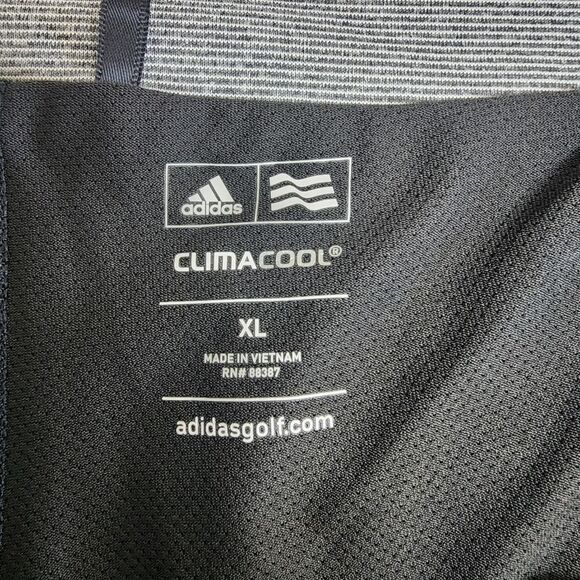 adidas
CLIMACOOL®
XL
MADE IN VIETNAM
RN# 88387
adidasgolf.com